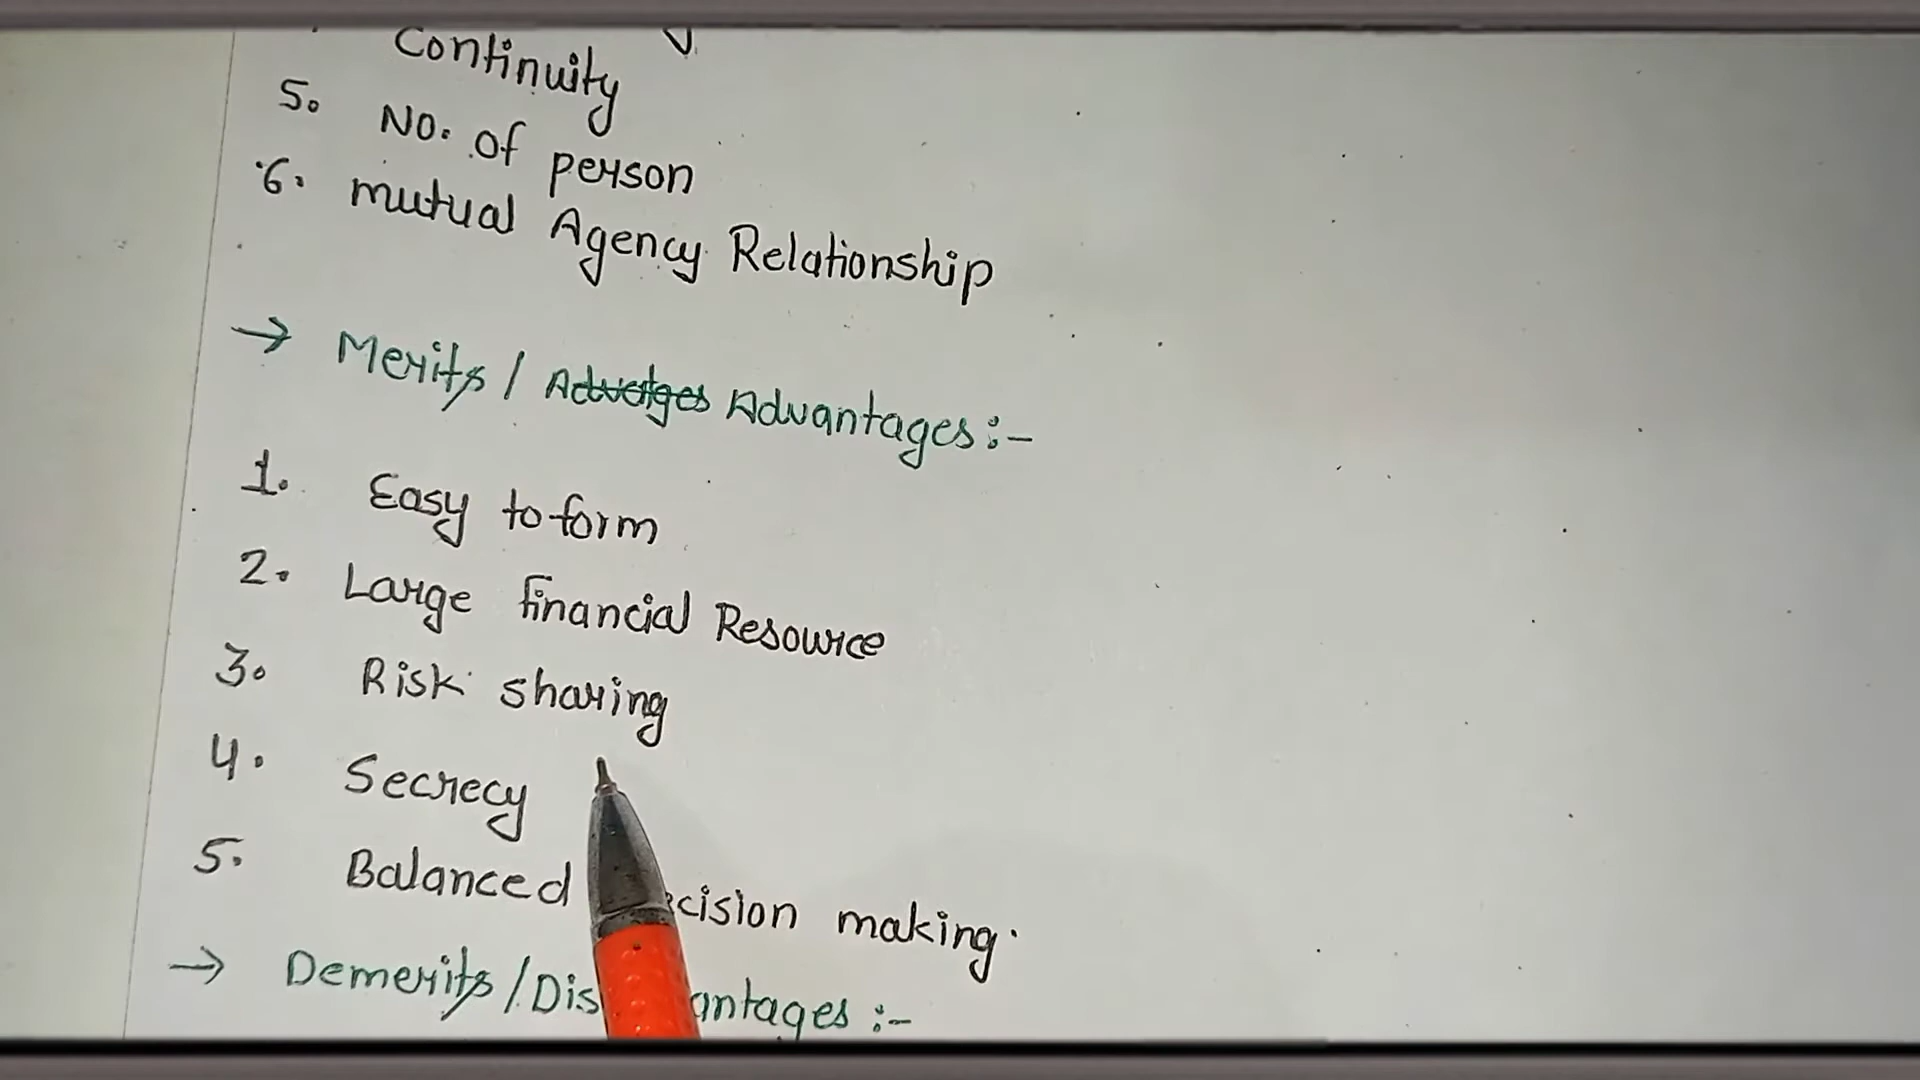 Continuity
5. No. of person
6. mutual Agency Relationship
→ Merits / Advantages :-
1. Easy to form
2. Large financial Resource
3. Risk sharing
4. Secrecy
5. Balanced cision making.
→ Demerits / Dis antages :-